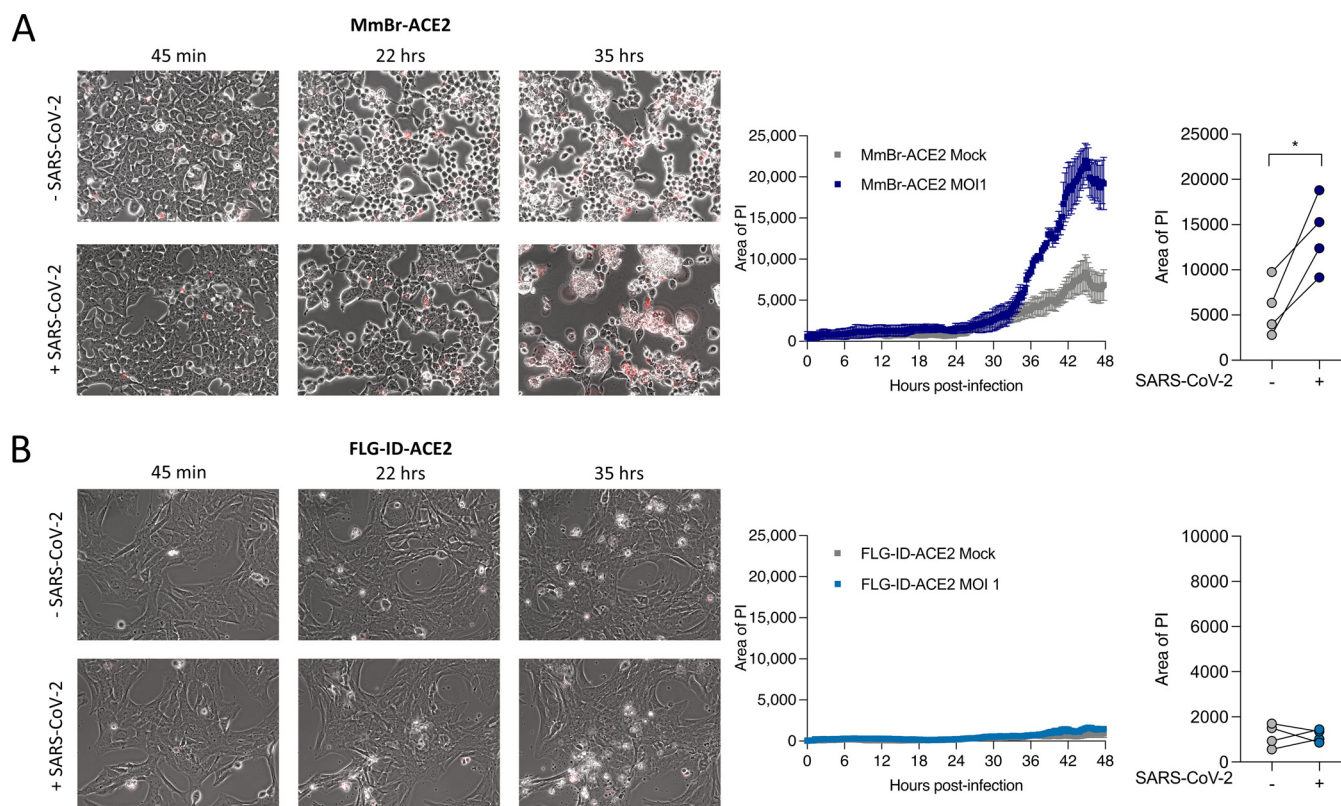 A
MmBr-ACE2
45 min 22 hrs 35 hrs
- SARS-CoV-2
+ SARS-CoV-2
Area of PI
25,000
20,000
15,000
10,000
5,000
0
MmBr-ACE2 Mock
MmBr-ACE2 MOI1
0 6 12 18 24 30 36 42 48
Hours post-infection
Area of PI
25000
20000
15000
10000
5000
0
*
SARS-CoV-2 - +
B
FLG-ID-ACE2
45 min 22 hrs 35 hrs
- SARS-CoV-2
+ SARS-CoV-2
Area of PI
25,000
20,000
15,000
10,000
5,000
0
FLG-ID-ACE2 Mock
FLG-ID-ACE2 MOI 1
0 6 12 18 24 30 36 42 48
Hours post-infection
Area of PI
10000
8000
6000
4000
2000
0
SARS-CoV-2 - +